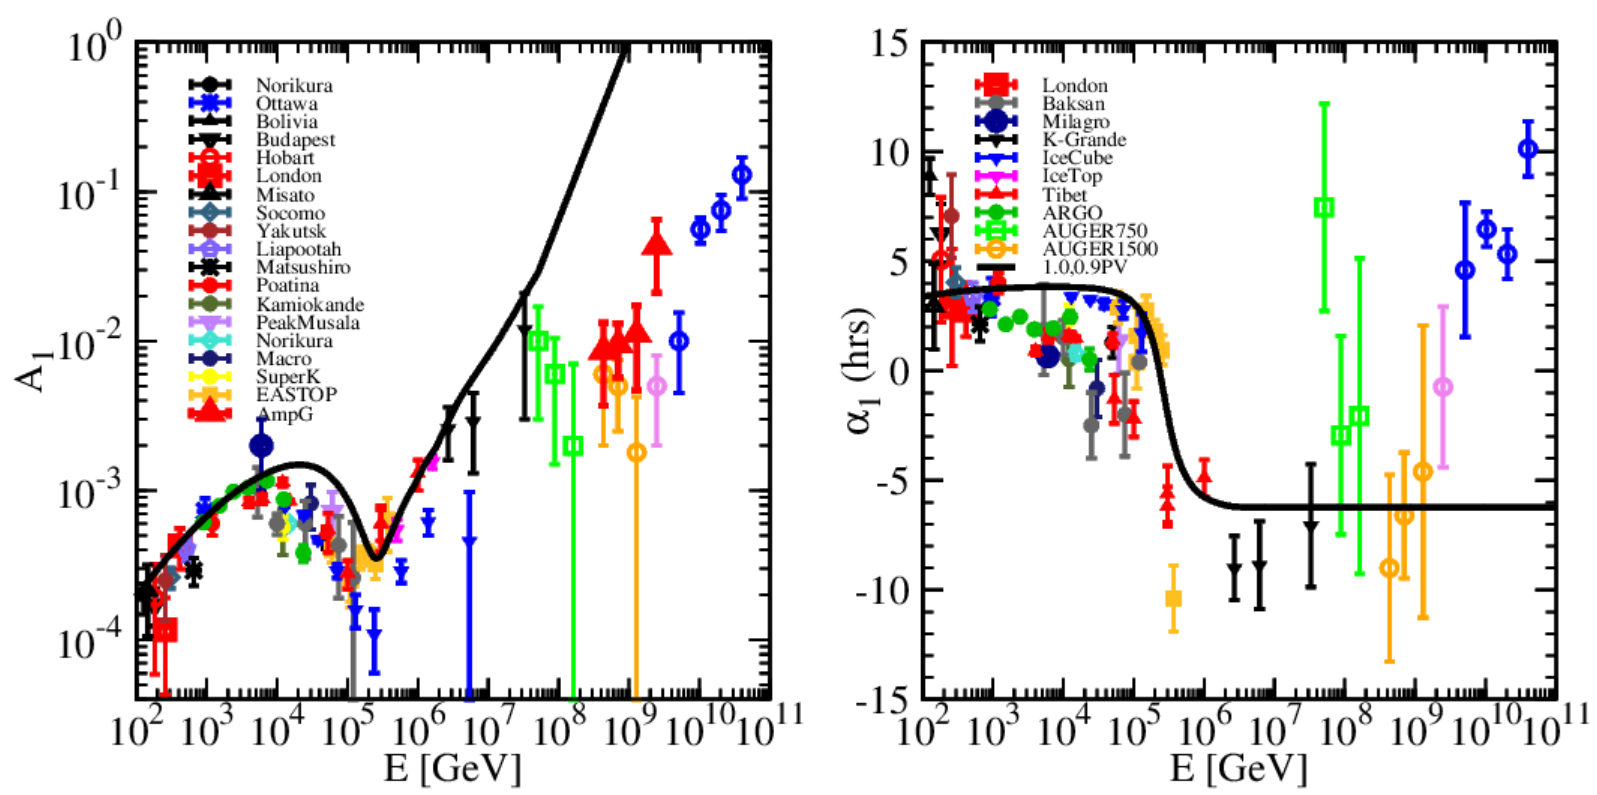 10^0
10^-1
10^-2
10^-3
10^-4
A_1
Norikura
Ottawa
Bolivia
Budapest
Hobart
London
Misato
Socomo
Yakutsk
Liapootah
Matsushiro
Poatina
Kamiokande
PeakMusala
Norikura
Macro
SuperK
EASTOP
AmpG
10^2 10^3 10^4 10^5 10^6 10^7 10^8 10^9 10^10 10^11
E [GeV]
15
10
5
0
-5
-10
-15
α_1 (hrs)
London
Baksan
Milagro
K-Grande
IceCube
IceTop
Tibet
ARGO
AUGER750
AUGER1500
1.0,0.9PV
10^2 10^3 10^4 10^5 10^6 10^7 10^8 10^9 10^10 10^11
E [GeV]